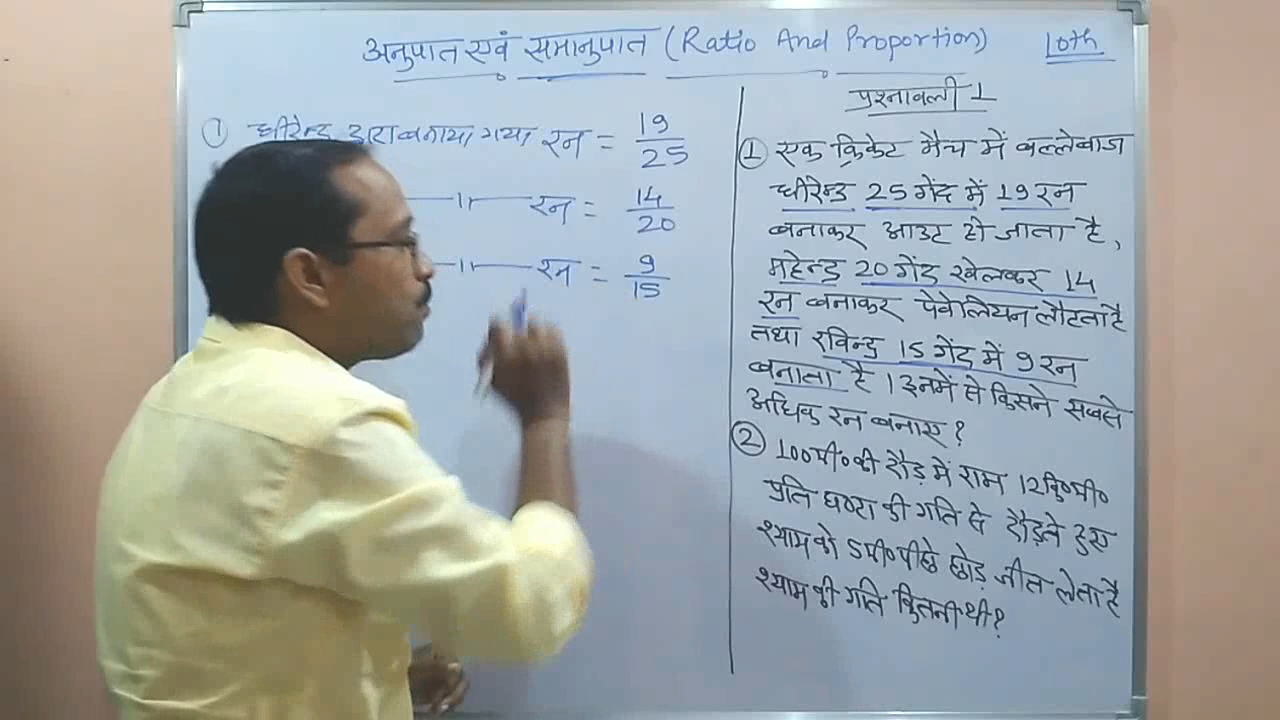 अनुपात एवं समानुपात (Ratio And Proportion) 10th
① धीरेन्द्र द्वारा बनाया गया रन = 19/25
—〃— रन = 14/20
—〃— रन = 9/15
प्रश्नावली 1
① एक क्रिकेट मैच में बल्लेबाज
धीरेन्द्र 25 गेंद में 19 रन
बनाकर आउट हो जाता है,
महेन्द्र 20 गेंद खेलकर 14
रन बनाकर पेवेलियन लौटता है
तथा रविन्द्र 15 गेंद में 9 रन
बनाता है । इनमें से किसने सबसे
अधिक रन बनाए ?
② 100मी० की दौड़ में राम 12कि०मी०
प्रति घण्टा की गति से दौड़ते हुए
श्याम को 5मी० पीछे छोड़ जीत लेता है
श्याम की गति कितनी थी ?